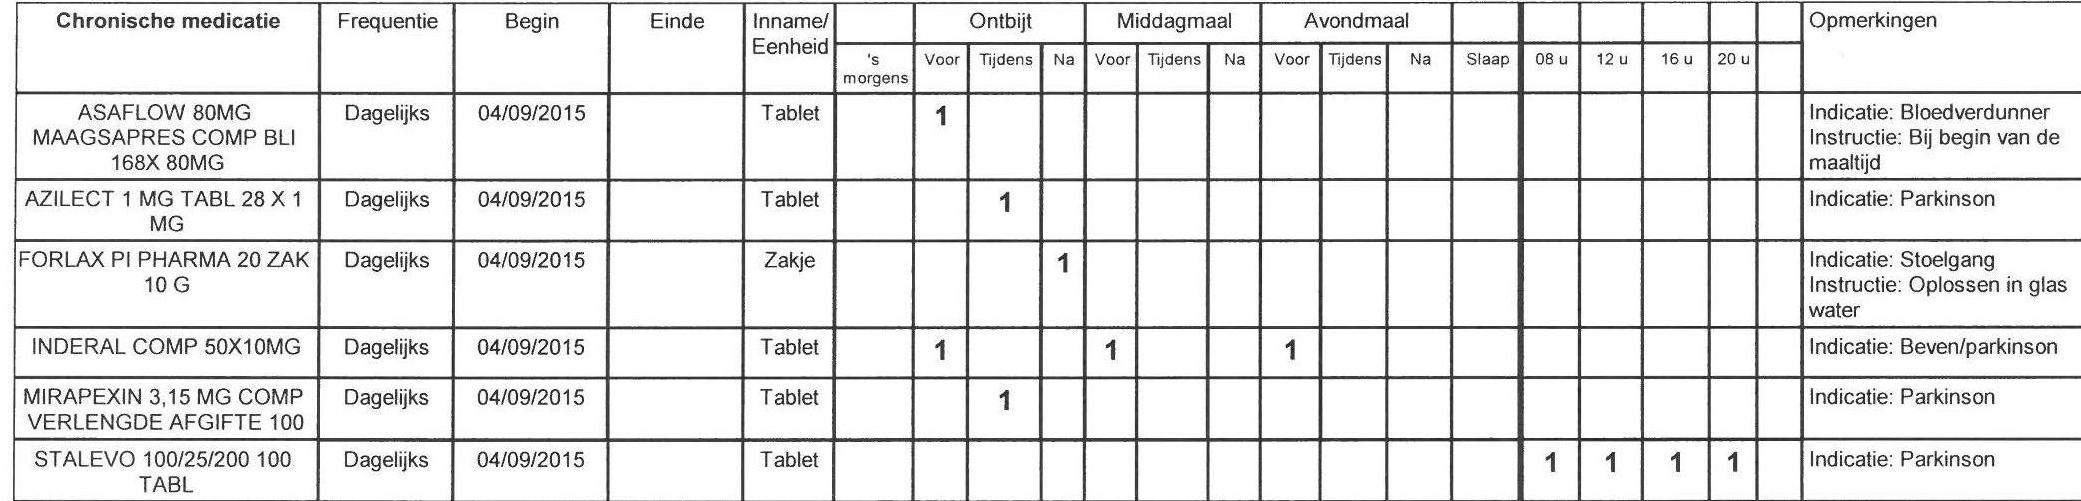 Chronische medicatie Frequentie Begin Einde Inname/ Ontbijt Middagmaal Avondmaal Opmerkingen
Eenheid
's Voor Tijdens Na Voor Tijdens Na Voor Tijdens Na Slaap 08 u 12 u 16 u 20 u
morgens
ASAFLOW 80MG Dagelijks 04/09/2015 Tablet 1 Indicatie: Bloedverdunner
MAAGSAPRES COMP BLI Instructie: Bij begin van de
168X 80MG maaltijd
AZILECT 1 MG TABL 28 X 1 Dagelijks 04/09/2015 Tablet 1 Indicatie: Parkinson
MG
FORLAX PI PHARMA 20 ZAK Dagelijks 04/09/2015 Zakje 1 Indicatie: Stoelgang
10 G Instructie: Oplossen in glas
water
INDERAL COMP 50X10MG Dagelijks 04/09/2015 Tablet 1 1 1 Indicatie: Beven/parkinson
MIRAPEXIN 3,15 MG COMP Dagelijks 04/09/2015 Tablet 1 Indicatie: Parkinson
VERLENGDE AFGIFTE 100
STALEVO 100/25/200 100 Dagelijks 04/09/2015 Tablet 1 1 1 1 Indicatie: Parkinson
TABL